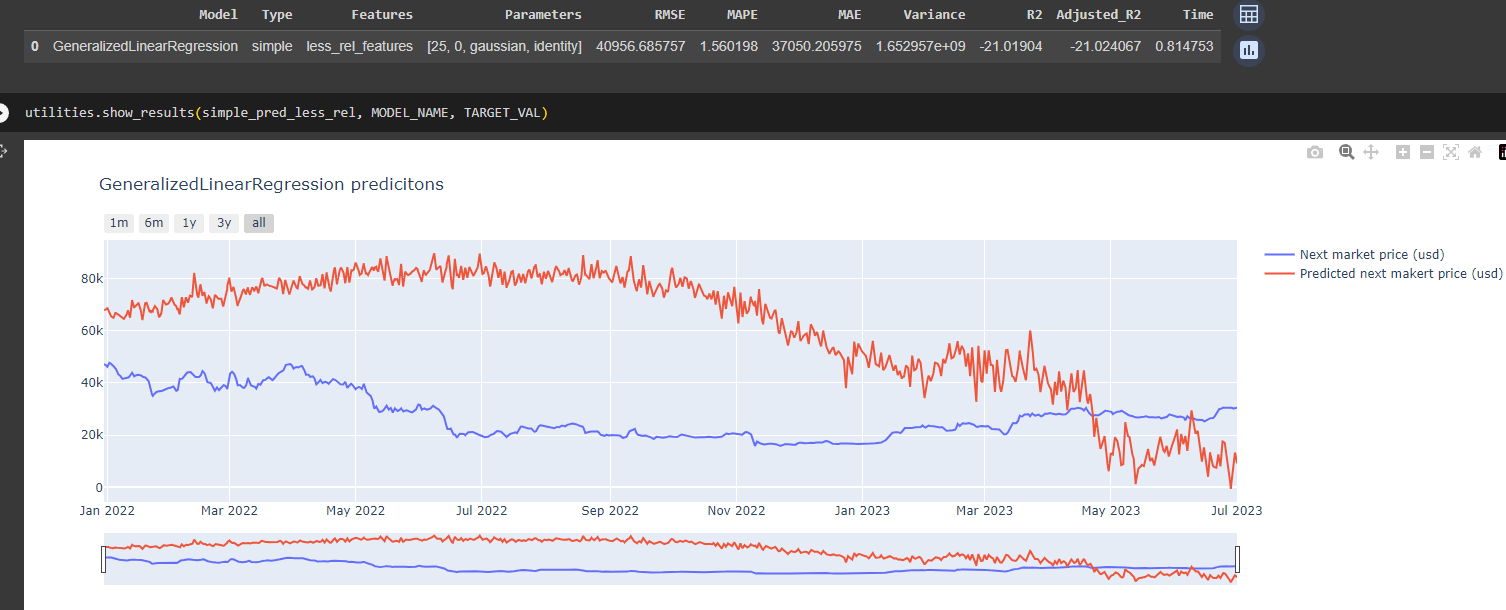 Model Type Features Parameters RMSE MAPE MAE Variance R2 Adjusted_R2 Time
0 GeneralizedLinearRegression simple less_rel_features [25, 0, gaussian, identity] 40956.685757 1.560198 37050.205975 1.652957e+09 -21.01904 -21.024067 0.814753
utilities.show_results(simple_pred_less_rel, MODEL_NAME, TARGET_VAL)
GeneralizedLinearRegression predicitons
1m 6m 1y 3y all
Next market price (usd)
Predicted next makert price (usd)
80k
60k
40k
20k
0
Jan 2022 Mar 2022 May 2022 Jul 2022 Sep 2022 Nov 2022 Jan 2023 Mar 2023 May 2023 Jul 2023